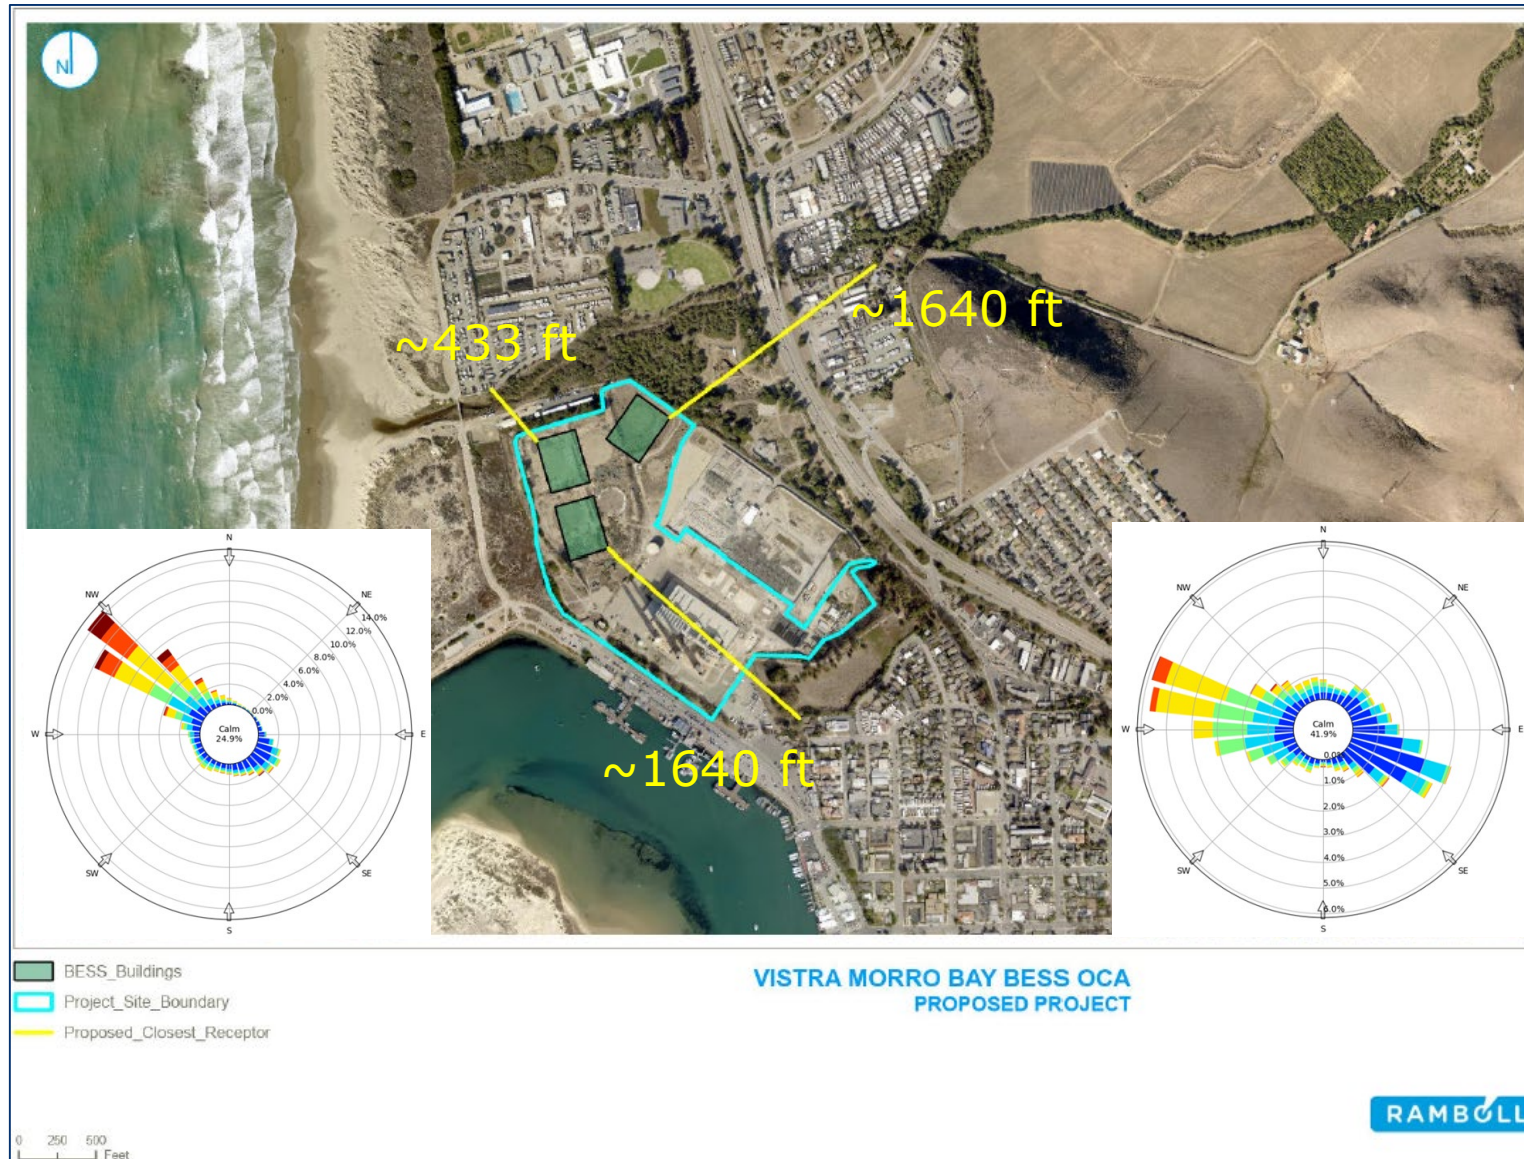 N
~433 ft
~1640 ft
~1640 ft
N
NE
E
SE
S
SW
W
NW
14.0%
12.0%
10.0%
8.0%
6.0%
4.0%
2.0%
0.0%
Calm
24.9%
N
NE
E
SE
S
SW
W
NW
Calm
41.9%
0.0%
1.0%
2.0%
3.0%
4.0%
5.0%
6.0%
BESS_Buildings
Project_Site_Boundary
Proposed_Closest_Receptor
VISTRA MORRO BAY BESS OCA
PROPOSED PROJECT
RAMBOLL
0 250 500
Feet